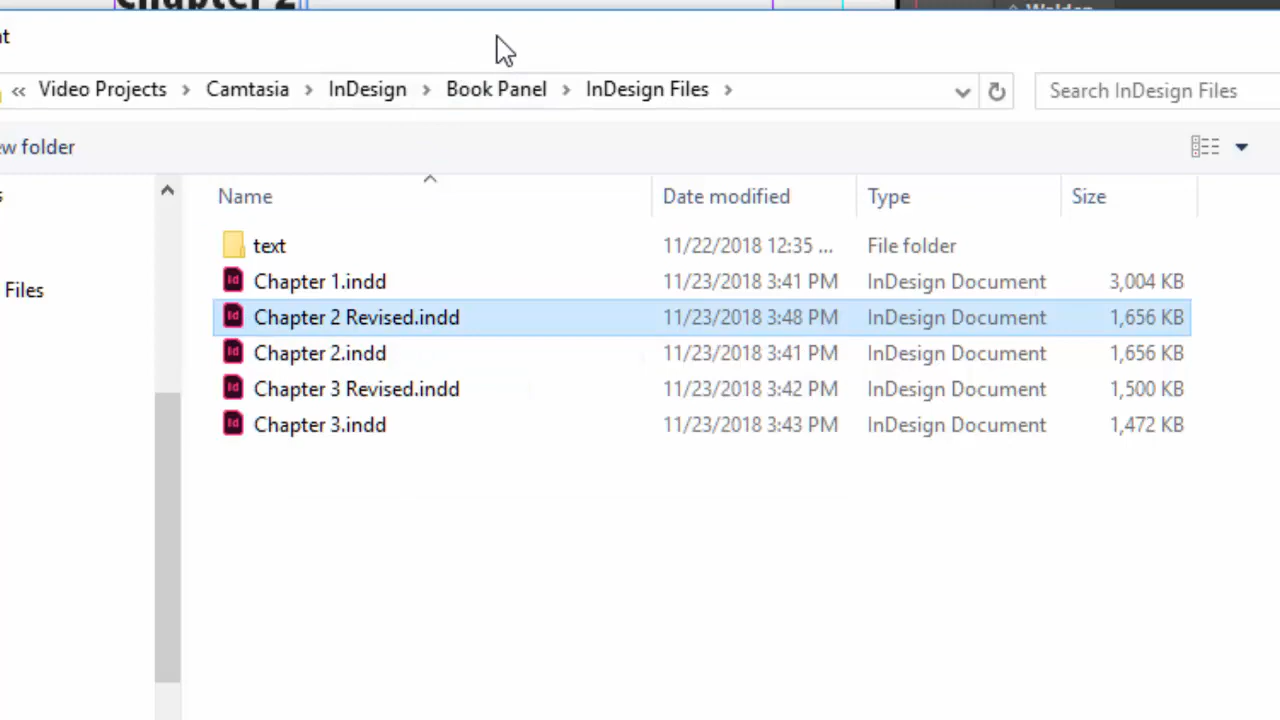 Chapter 2
Walden
nt
« Video Projects > Camtasia > InDesign > Book Panel > InDesign Files >
Search InDesign Files
ew folder
Name Date modified Type Size
s
text 11/22/2018 12:35 ... File folder
Chapter 1.indd 11/23/2018 3:41 PM InDesign Document 3,004 KB
Files
Chapter 2 Revised.indd 11/23/2018 3:48 PM InDesign Document 1,656 KB
Chapter 2.indd 11/23/2018 3:41 PM InDesign Document 1,656 KB
Chapter 3 Revised.indd 11/23/2018 3:42 PM InDesign Document 1,500 KB
Chapter 3.indd 11/23/2018 3:43 PM InDesign Document 1,472 KB